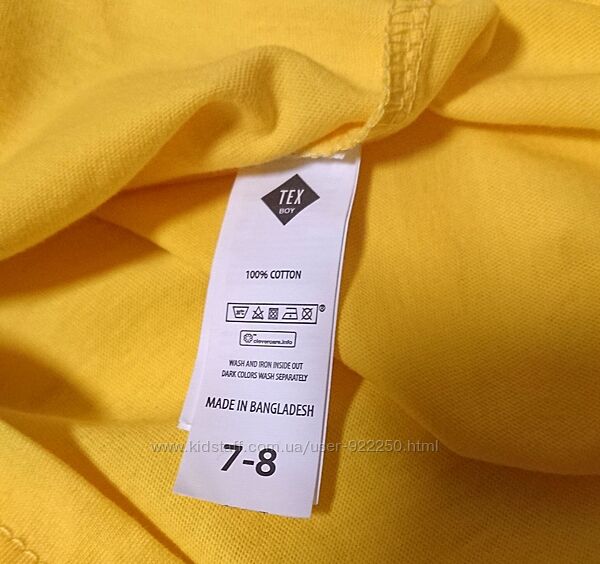 TEX
BOY
100% COTTON
®
™
clevercare.info
WASH AND IRON INSIDE OUT
DARK COLORS WASH SEPARATELY
MADE IN BANGLADESH
www.kidstaff.com.ua/user-922250.html
7-8